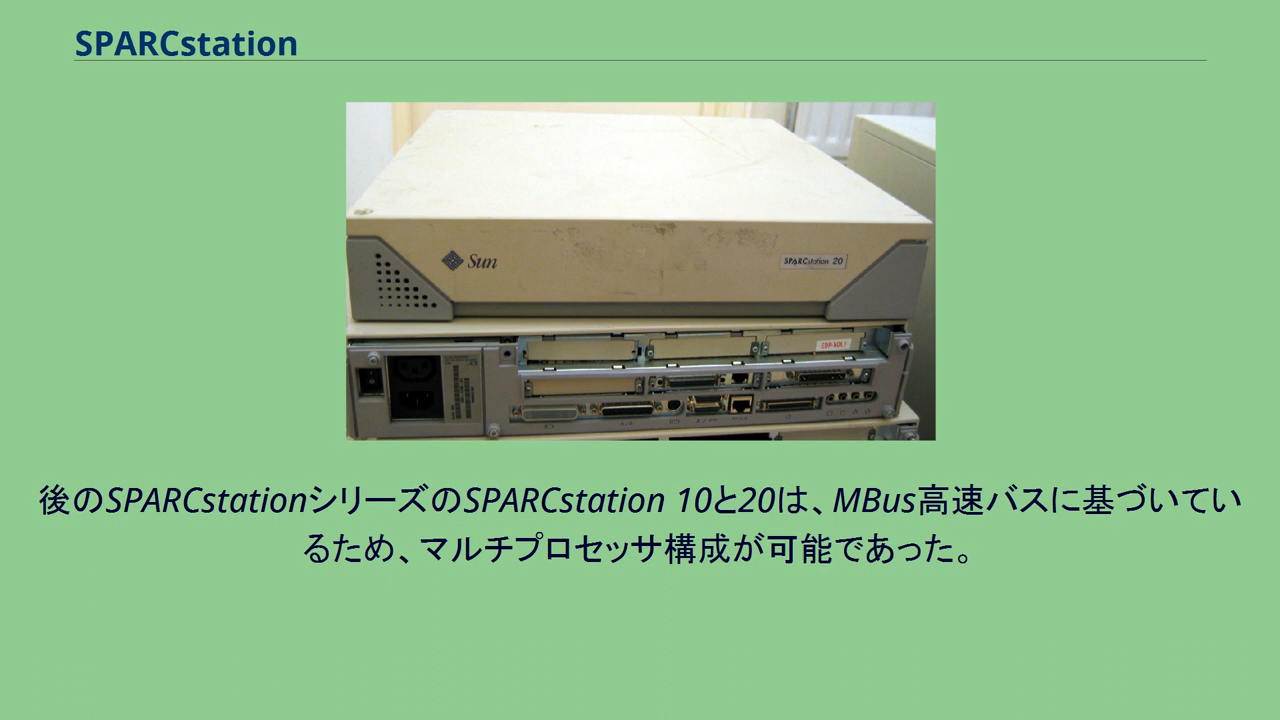 SPARCstation
Sun
SPARCstation 20
後のSPARCstationシリーズのSPARCstation 10と20は、MBus高速バスに基づいてい
るため、マルチプロセッサ構成が可能であった。